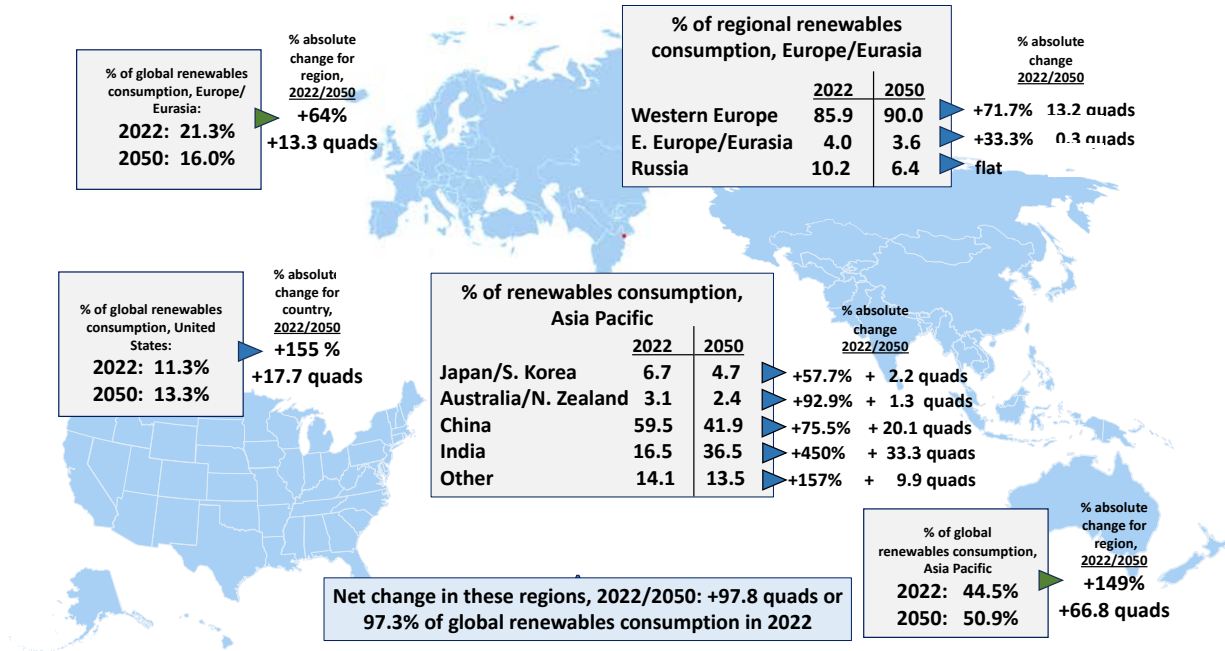 % of global renewables
consumption, Europe/
Eurasia:
2022: 21.3%
2050: 16.0%
% absolute
change for
region,
2022/2050
+64%
+13.3 quads
% of regional renewables
consumption, Europe/Eurasia
2022 2050
Western Europe 85.9 90.0
E. Europe/Eurasia 4.0 3.6
Russia 10.2 6.4
% absolute
change
2022/2050
+71.7% 13.2 quads
+33.3% 0.3 quads
flat
% of global renewables
consumption, United
States:
2022: 11.3%
2050: 13.3%
% absolute
change for
country,
2022/2050
+155 %
+17.7 quads
% of renewables consumption,
Asia Pacific
2022 2050
Japan/S. Korea 6.7 4.7
Australia/N. Zealand 3.1 2.4
China 59.5 41.9
India 16.5 36.5
Other 14.1 13.5
% absolute
change
2022/2050
+57.7% + 2.2 quads
+92.9% + 1.3 quads
+75.5% + 20.1 quads
+450% + 33.3 quads
+157% + 9.9 quads
% of global
renewables consumption,
Asia Pacific
2022: 44.5%
2050: 50.9%
% absolute
change for
region,
2022/2050
+149%
+66.8 quads
Net change in these regions, 2022/2050: +97.8 quads or
97.3% of global renewables consumption in 2022